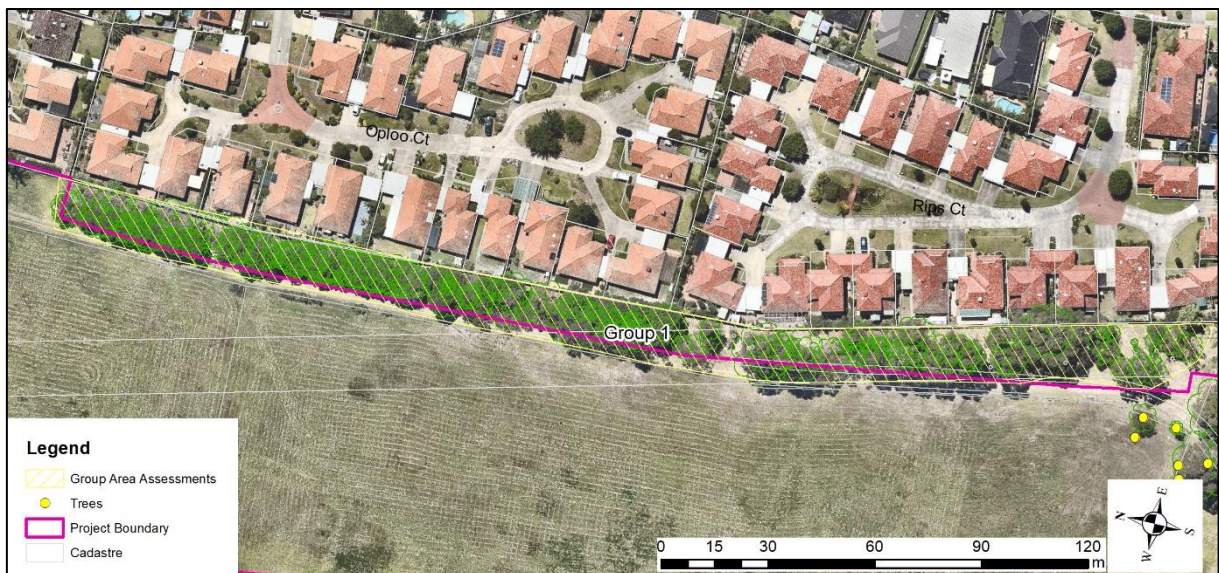 Oploo Ct
Rips Ct
Group 1
Legend
Group Area Assessments
Trees
Project Boundary
Cadastre
0 15 30 60 90 120
m
N
E
S
W